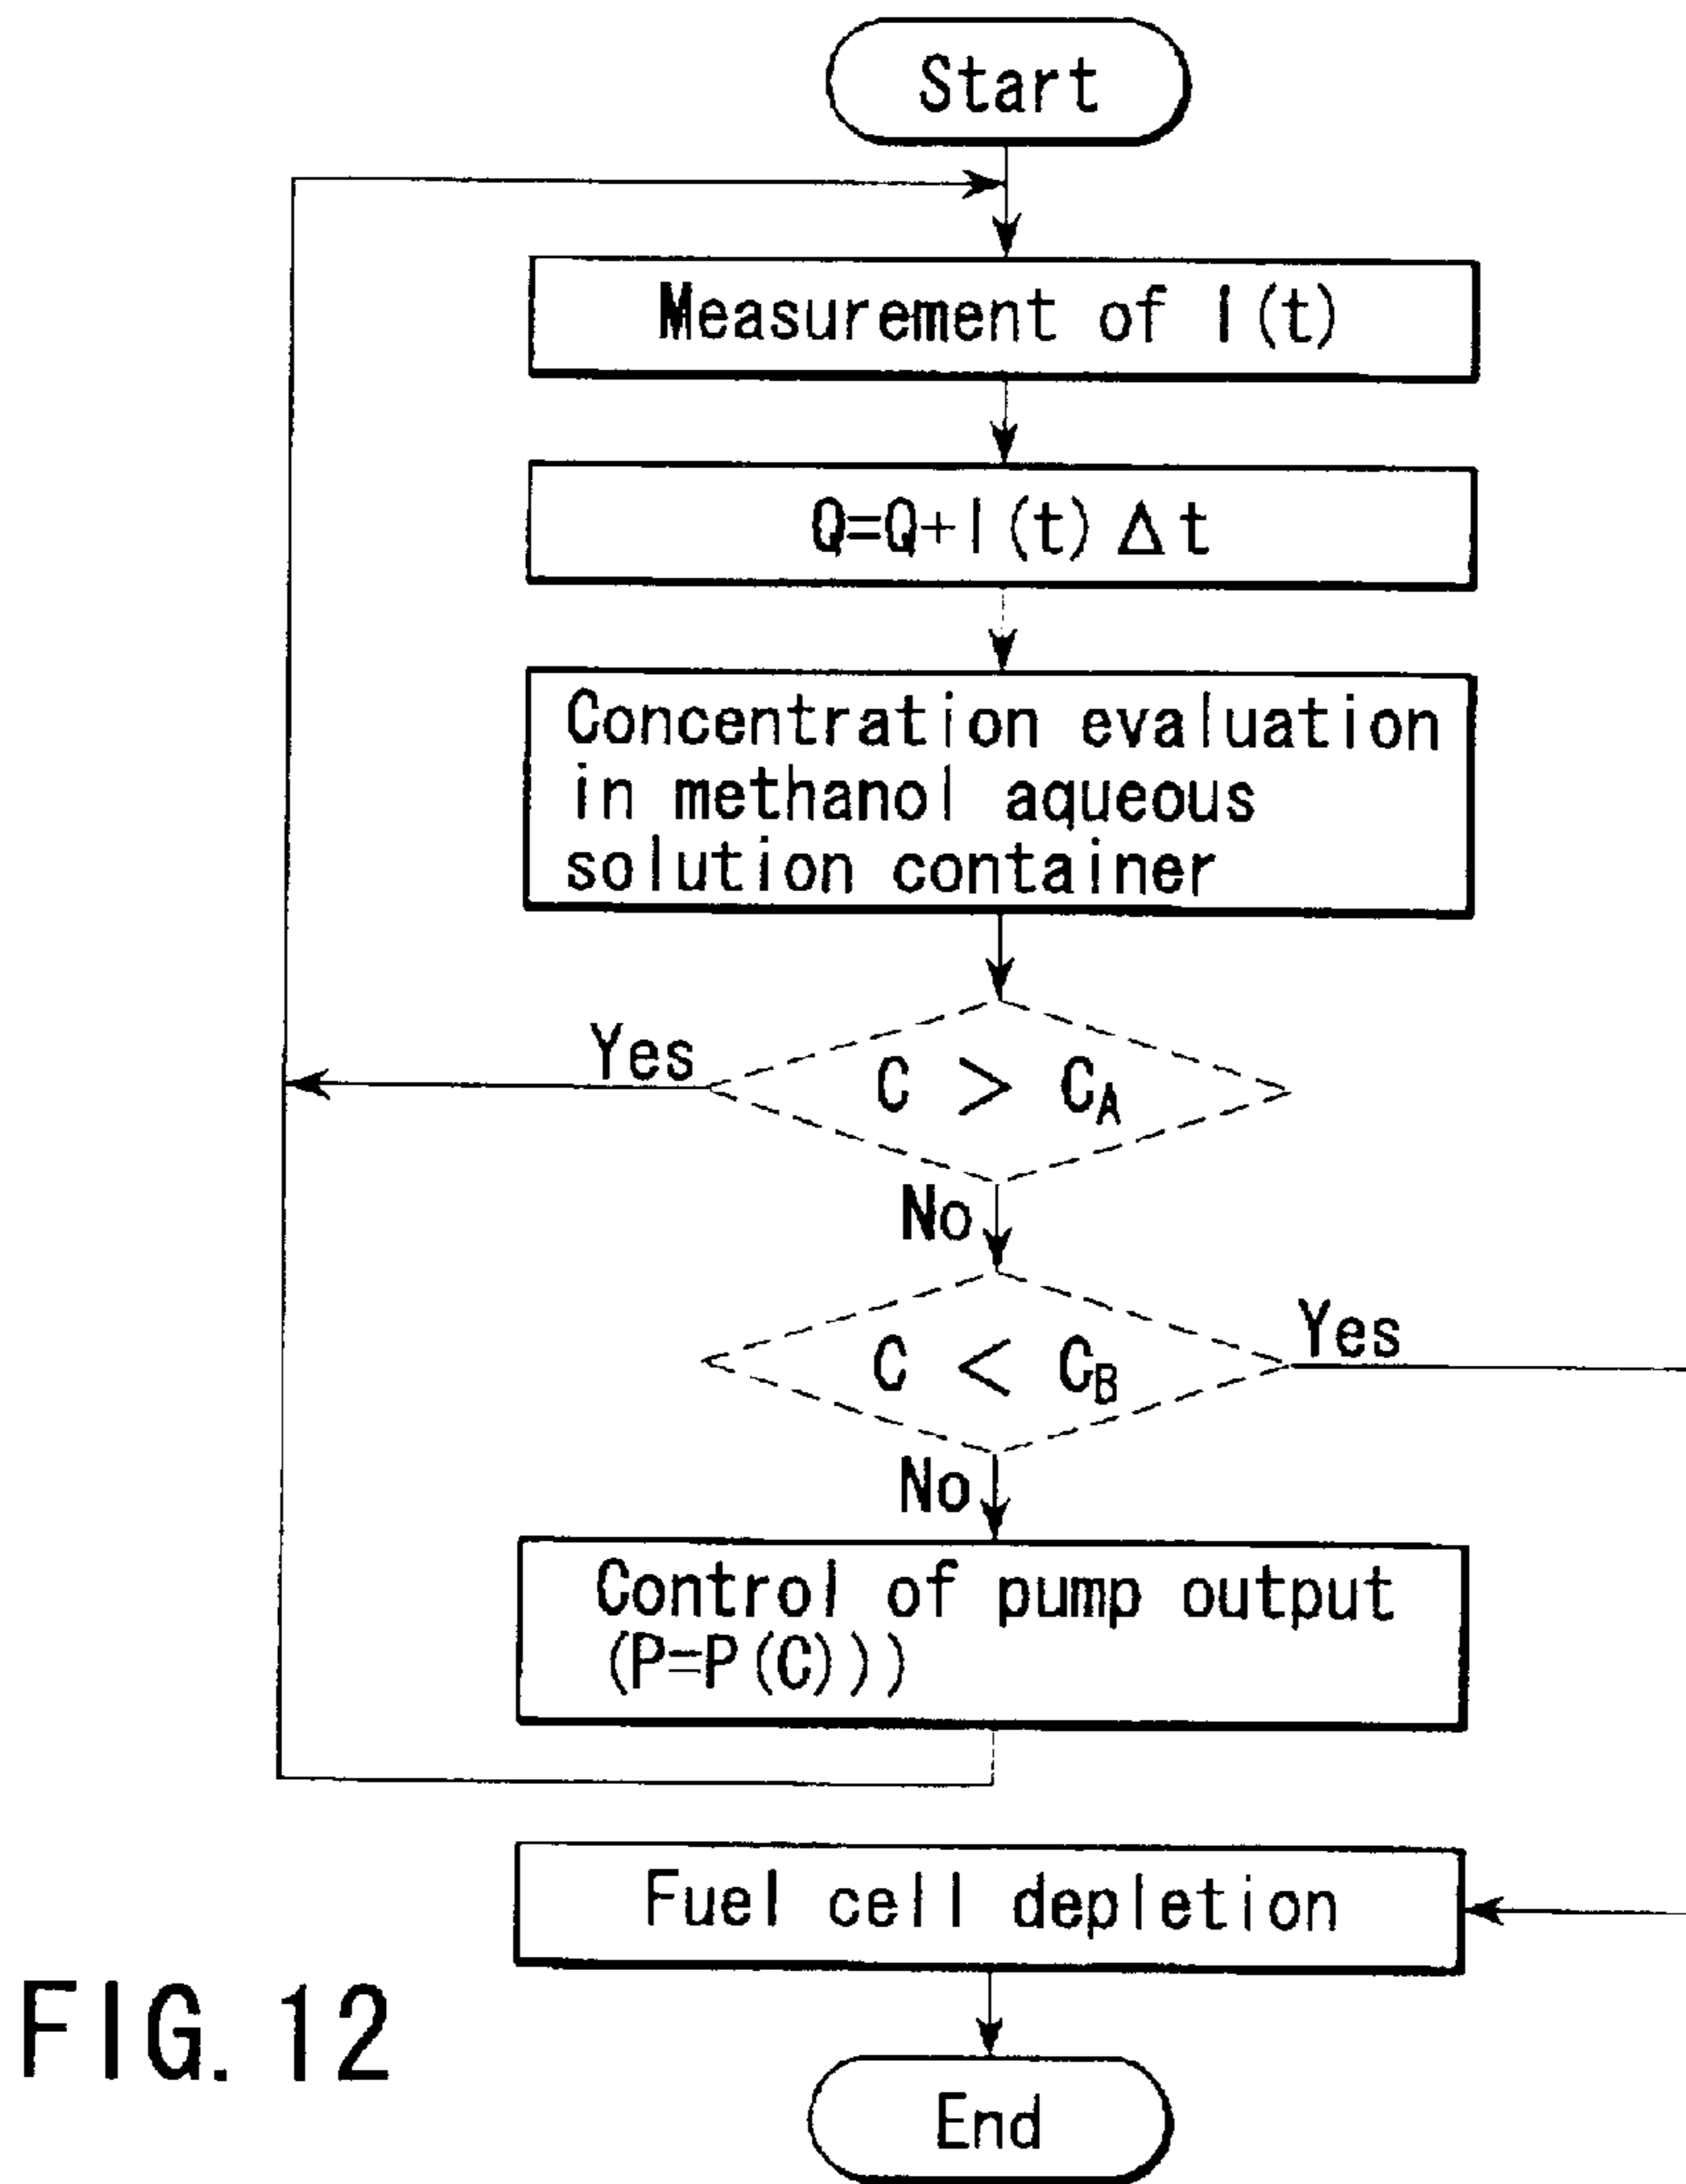 Start
Measurement of I(t)
Q=Q+I(t)Δt
Concentration evaluation
in methanol aqueous
solution container
Yes
C > CA
No
C < CB
Yes
No
Control of pump output
(P=P(C)))
Fuel cell depletion
End
FIG. 12